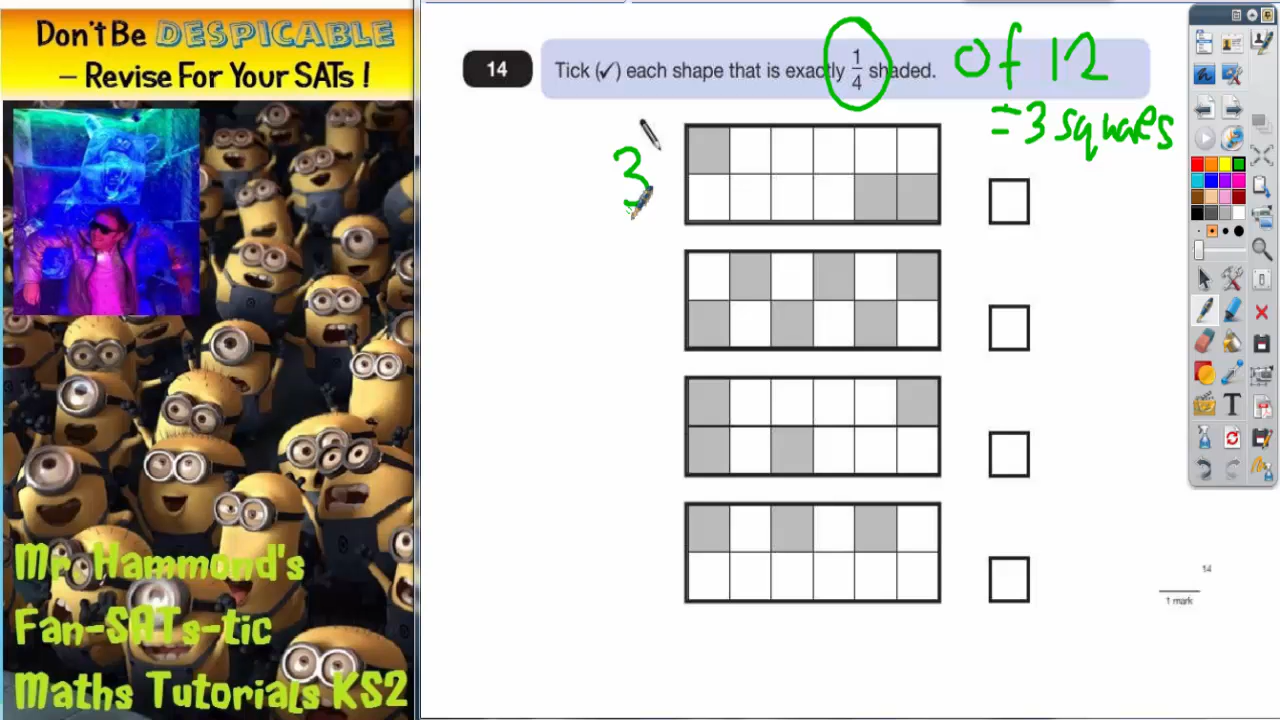 Don't Be DESPICABLE
– Revise For Your SATs !
14
Tick (✓) each shape that is exactly 1/4 shaded.
of 12
= 3 squares
3
14
1 mark
Mr. Hammond's
Fan-SATs-tic
Maths Tutorials KS2